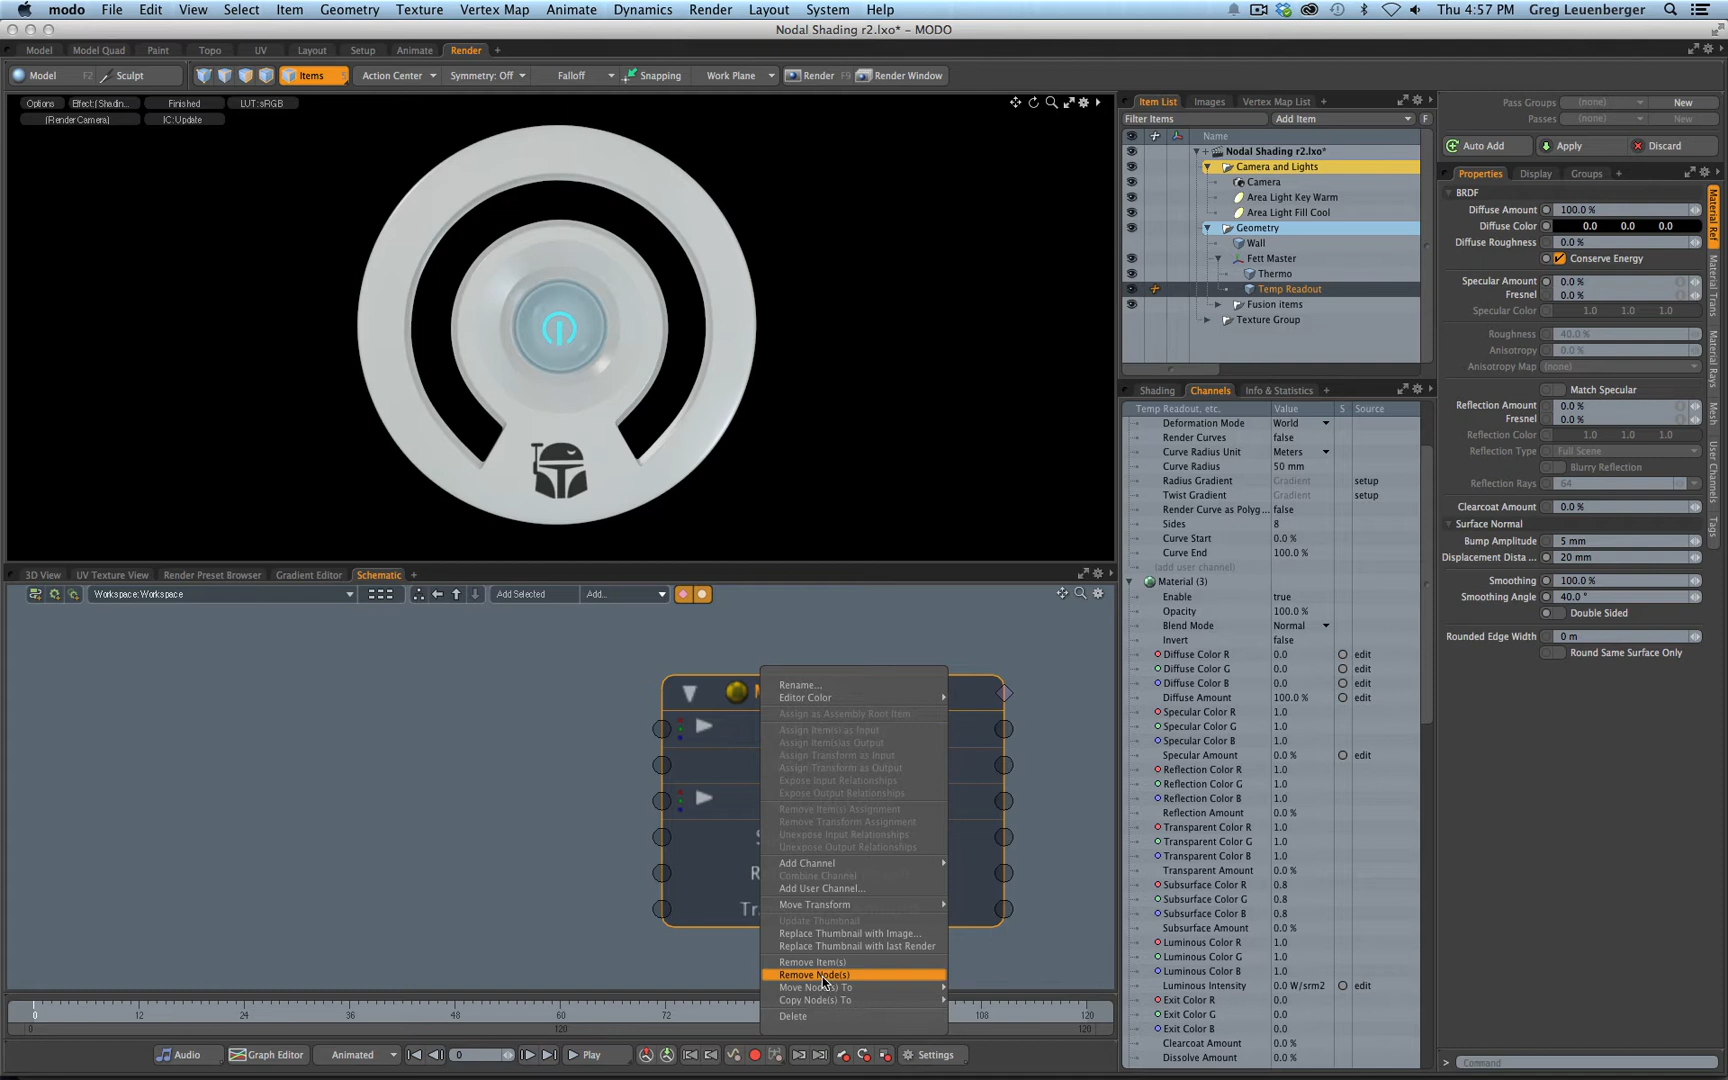 modo File Edit View Select Item Geometry Texture Vertex Map Animate Dynamics Render Layout System Help Thu 4:57 PM Greg Leuenberger
Nodal Shading r2.lxo* - MODO
Model Model Quad Paint Topo UV Layout Setup Animate Render +
Model F2 Sculpt Items 5 Action Center Symmetry: Off Falloff Snapping Work Plane Render F9 Render Window
Options Effect:(Shadin... Finished LUT:sRGB
(RenderCamera) IC:Update
3D View UV Texture View Render Preset Browser Gradient Editor Schematic +
Workspace:Workspace Add Selected Add...
Rename...
Editor Color
Assign as Assembly Root Item
Assign Item(s) as Input
Assign Item(s)as Output
Assign Transform as Input
Assign Transform as Output
Expose Input Relationships
Expose Output Relationships
Remove Item(s) Assignment
Remove Transform Assignment
Unexpose Input Relationships
Unexpose Output Relationships
Add Channel
Combine Channel
Add User Channel...
Move Transform
Update Thumbnail
Replace Thumbnail with Image...
Replace Thumbnail with last Render
Remove Item(s)
Remove Node(s)
Move Node(s) To
Copy Node(s) To
Delete
0 12 24 36 48 60 72 108 120
0 120 120
Audio Graph Editor Animated 0 Play Settings
Item List Images Vertex Map List +
Filter Items Add Item F
Name
Nodal Shading r2.lxo*
Camera and Lights
Camera
Area Light Key Warm
Area Light Fill Cool
Geometry
Wall
Fett Master
Thermo
Temp Readout
Fusion items
Texture Group
Shading Channels Info & Statistics +
Temp Readout, etc. Value S Source
Deformation Mode World
Render Curves false
Curve Radius Unit Meters
Curve Radius 50 mm
Radius Gradient Gradient setup
Twist Gradient Gradient setup
Render Curve as Polyg... false
Sides 8
Curve Start 0.0 %
Curve End 100.0 %
(add user channel)
Material (3)
Enable true
Opacity 100.0 %
Blend Mode Normal
Invert false
Diffuse Color R 0.0 edit
Diffuse Color G 0.0 edit
Diffuse Color B 0.0 edit
Diffuse Amount 100.0 % edit
Specular Color R 1.0
Specular Color G 1.0
Specular Color B 1.0
Specular Amount 0.0 % edit
Reflection Color R 1.0
Reflection Color G 1.0
Reflection Color B 1.0
Reflection Amount 0.0 %
Transparent Color R 1.0
Transparent Color G 1.0
Transparent Color B 1.0
Transparent Amount 0.0 %
Subsurface Color R 0.8
Subsurface Color G 0.8
Subsurface Color B 0.8
Subsurface Amount 0.0 %
Luminous Color R 1.0
Luminous Color G 1.0
Luminous Color B 1.0
Luminous Intensity 0.0 W/srm2 edit
Exit Color R 0.0
Exit Color G 0.0
Exit Color B 0.0
Clearcoat Amount 0.0 %
Dissolve Amount 0.0 %
Pass Groups (none) New
Passes (none) New
Auto Add Apply Discard
Properties Display Groups +
BRDF
Diffuse Amount 100.0 %
Diffuse Color 0.0 0.0 0.0
Diffuse Roughness 0.0 %
Conserve Energy
Specular Amount 0.0 %
Fresnel 0.0 %
Specular Color 1.0 1.0 1.0
Roughness 40.0 %
Anisotropy 0.0 %
Anisotropy Map (none)
Match Specular
Reflection Amount 0.0 %
Fresnel 0.0 %
Reflection Color 1.0 1.0 1.0
Reflection Type Full Scene
Blurry Reflection
Reflection Rays 64
Clearcoat Amount 0.0 %
Surface Normal
Bump Amplitude 5 mm
Displacement Dista ... 20 mm
Smoothing 100.0 %
Smoothing Angle 40.0 °
Double Sided
Rounded Edge Width 0 m
Round Same Surface Only
Material Ref
Material Trans
Material Rays
Mesh
User Channels
Tags
Command